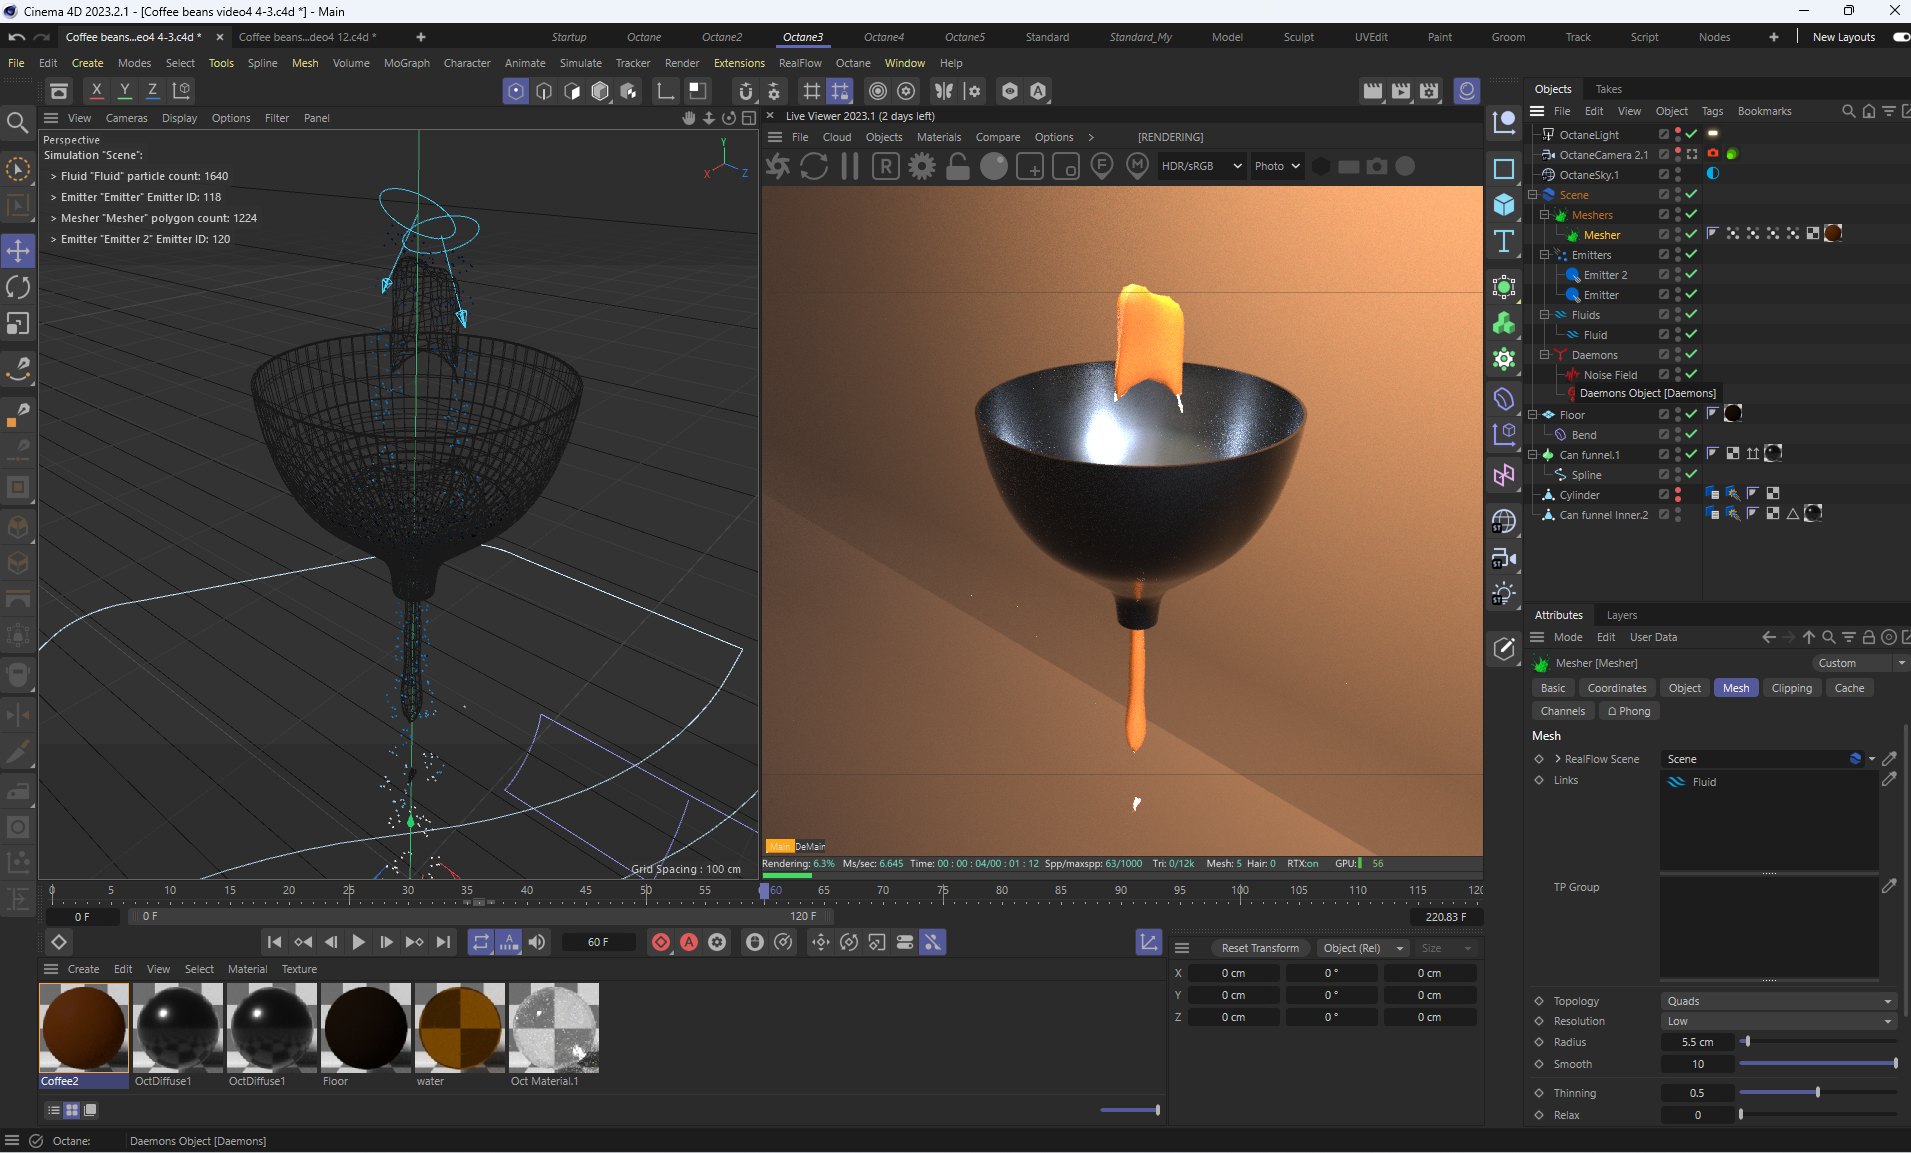 Cinema 4D 2023.2.1 - [Coffee beans video4 4-3.c4d *] - Main
Coffee beans...eo4 4-3.c4d * × Coffee beans...deo4 12.c4d * + Startup Octane Octane2 Octane3 Octane4 Octane5 Standard Standard_My Model Sculpt UVEdit Paint Groom Track Script Nodes + New Layouts
File Edit Create Modes Select Tools Spline Mesh Volume MoGraph Character Animate Simulate Tracker Render Extensions RealFlow Octane Window Help
X Y Z
View Cameras Display Options Filter Panel
Perspective
Simulation "Scene":
> Fluid "Fluid" particle count: 1640
> Emitter "Emitter" Emitter ID: 118
> Mesher "Mesher" polygon count: 1224
> Emitter "Emitter 2" Emitter ID: 120
Y
X Z
Grid Spacing : 100 cm
Live Viewer 2023.1 (2 days left)
File Cloud Objects Materials Compare Options > [RENDERING]
R F M HDR/sRGB Photo
Main DeMain
Rendering: 6.3% Ms/sec: 6.645 Time: 00 : 00 : 04/00 : 01 : 12 Spp/maxspp: 63/1000 Tri: 0/12k Mesh: 5 Hair: 0 RTX:on GPU: 56
0 5 10 15 20 25 30 35 40 45 50 55 60 65 70 75 80 85 90 95 100 105 110 115 120
0 F 0 F 120 F 220.83 F
60 F
Create Edit View Select Material Texture
Coffee2 OctDiffuse1 OctDiffuse1 Floor water Oct Material.1
Reset Transform Object (Rel) Size
X 0 cm 0 ° 0 cm
Y 0 cm 0 ° 0 cm
Z 0 cm 0 ° 0 cm
Octane: Daemons Object [Daemons]
Objects Takes
File Edit View Object Tags Bookmarks
OctaneLight
OctaneCamera 2.1
OctaneSky.1
Scene
Meshers
Mesher
Emitters
Emitter 2
Emitter
Fluids
Fluid
Daemons
Noise Field
Daemons Object [Daemons]
Floor
Bend
Can funnel.1
Spline
Cylinder
Can funnel Inner.2
ST
ST
ST
Attributes Layers
Mode Edit User Data
Mesher [Mesher] Custom
Basic Coordinates Object Mesh Clipping Cache
Channels Phong
Mesh
> RealFlow Scene Scene
Links Fluid
TP Group
Topology Quads
Resolution Low
Radius 5.5 cm
Smooth 10
Thinning 0.5
Relax 0